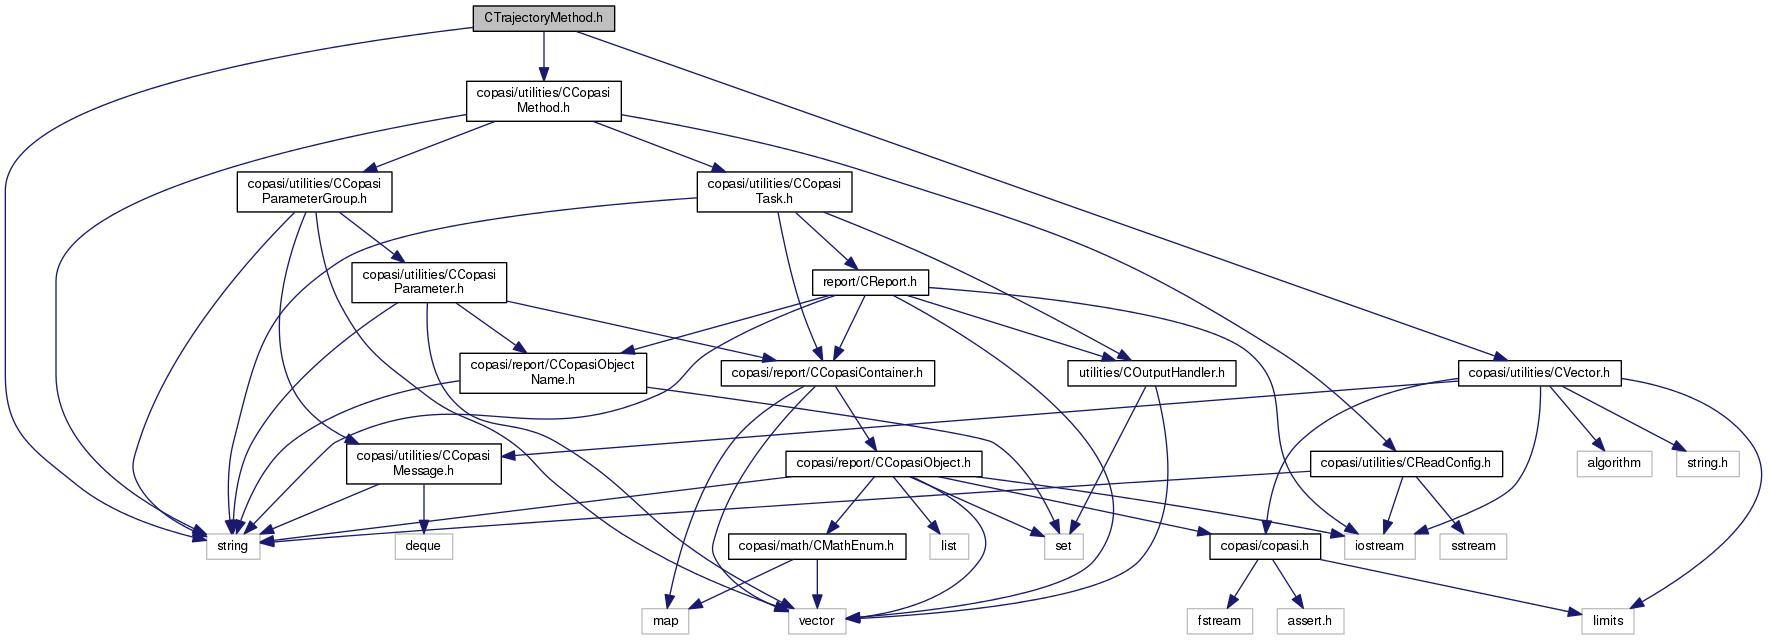 CTrajectoryMethod.h
copasi/utilities/CCopasi
Method.h
copasi/utilities/CCopasi
ParameterGroup.h
copasi/utilities/CCopasi
Task.h
copasi/utilities/CCopasi
Parameter.h
report/CReport.h
copasi/report/CCopasiObject
Name.h
copasi/report/CCopasiContainer.h
utilities/COutputHandler.h
copasi/utilities/CVector.h
copasi/utilities/CCopasi
Message.h
copasi/report/CCopasiObject.h
copasi/utilities/CReadConfig.h
algorithm
string.h
string
deque
copasi/math/CMathEnum.h
list
set
copasi/copasi.h
iostream
sstream
map
vector
fstream
assert.h
limits